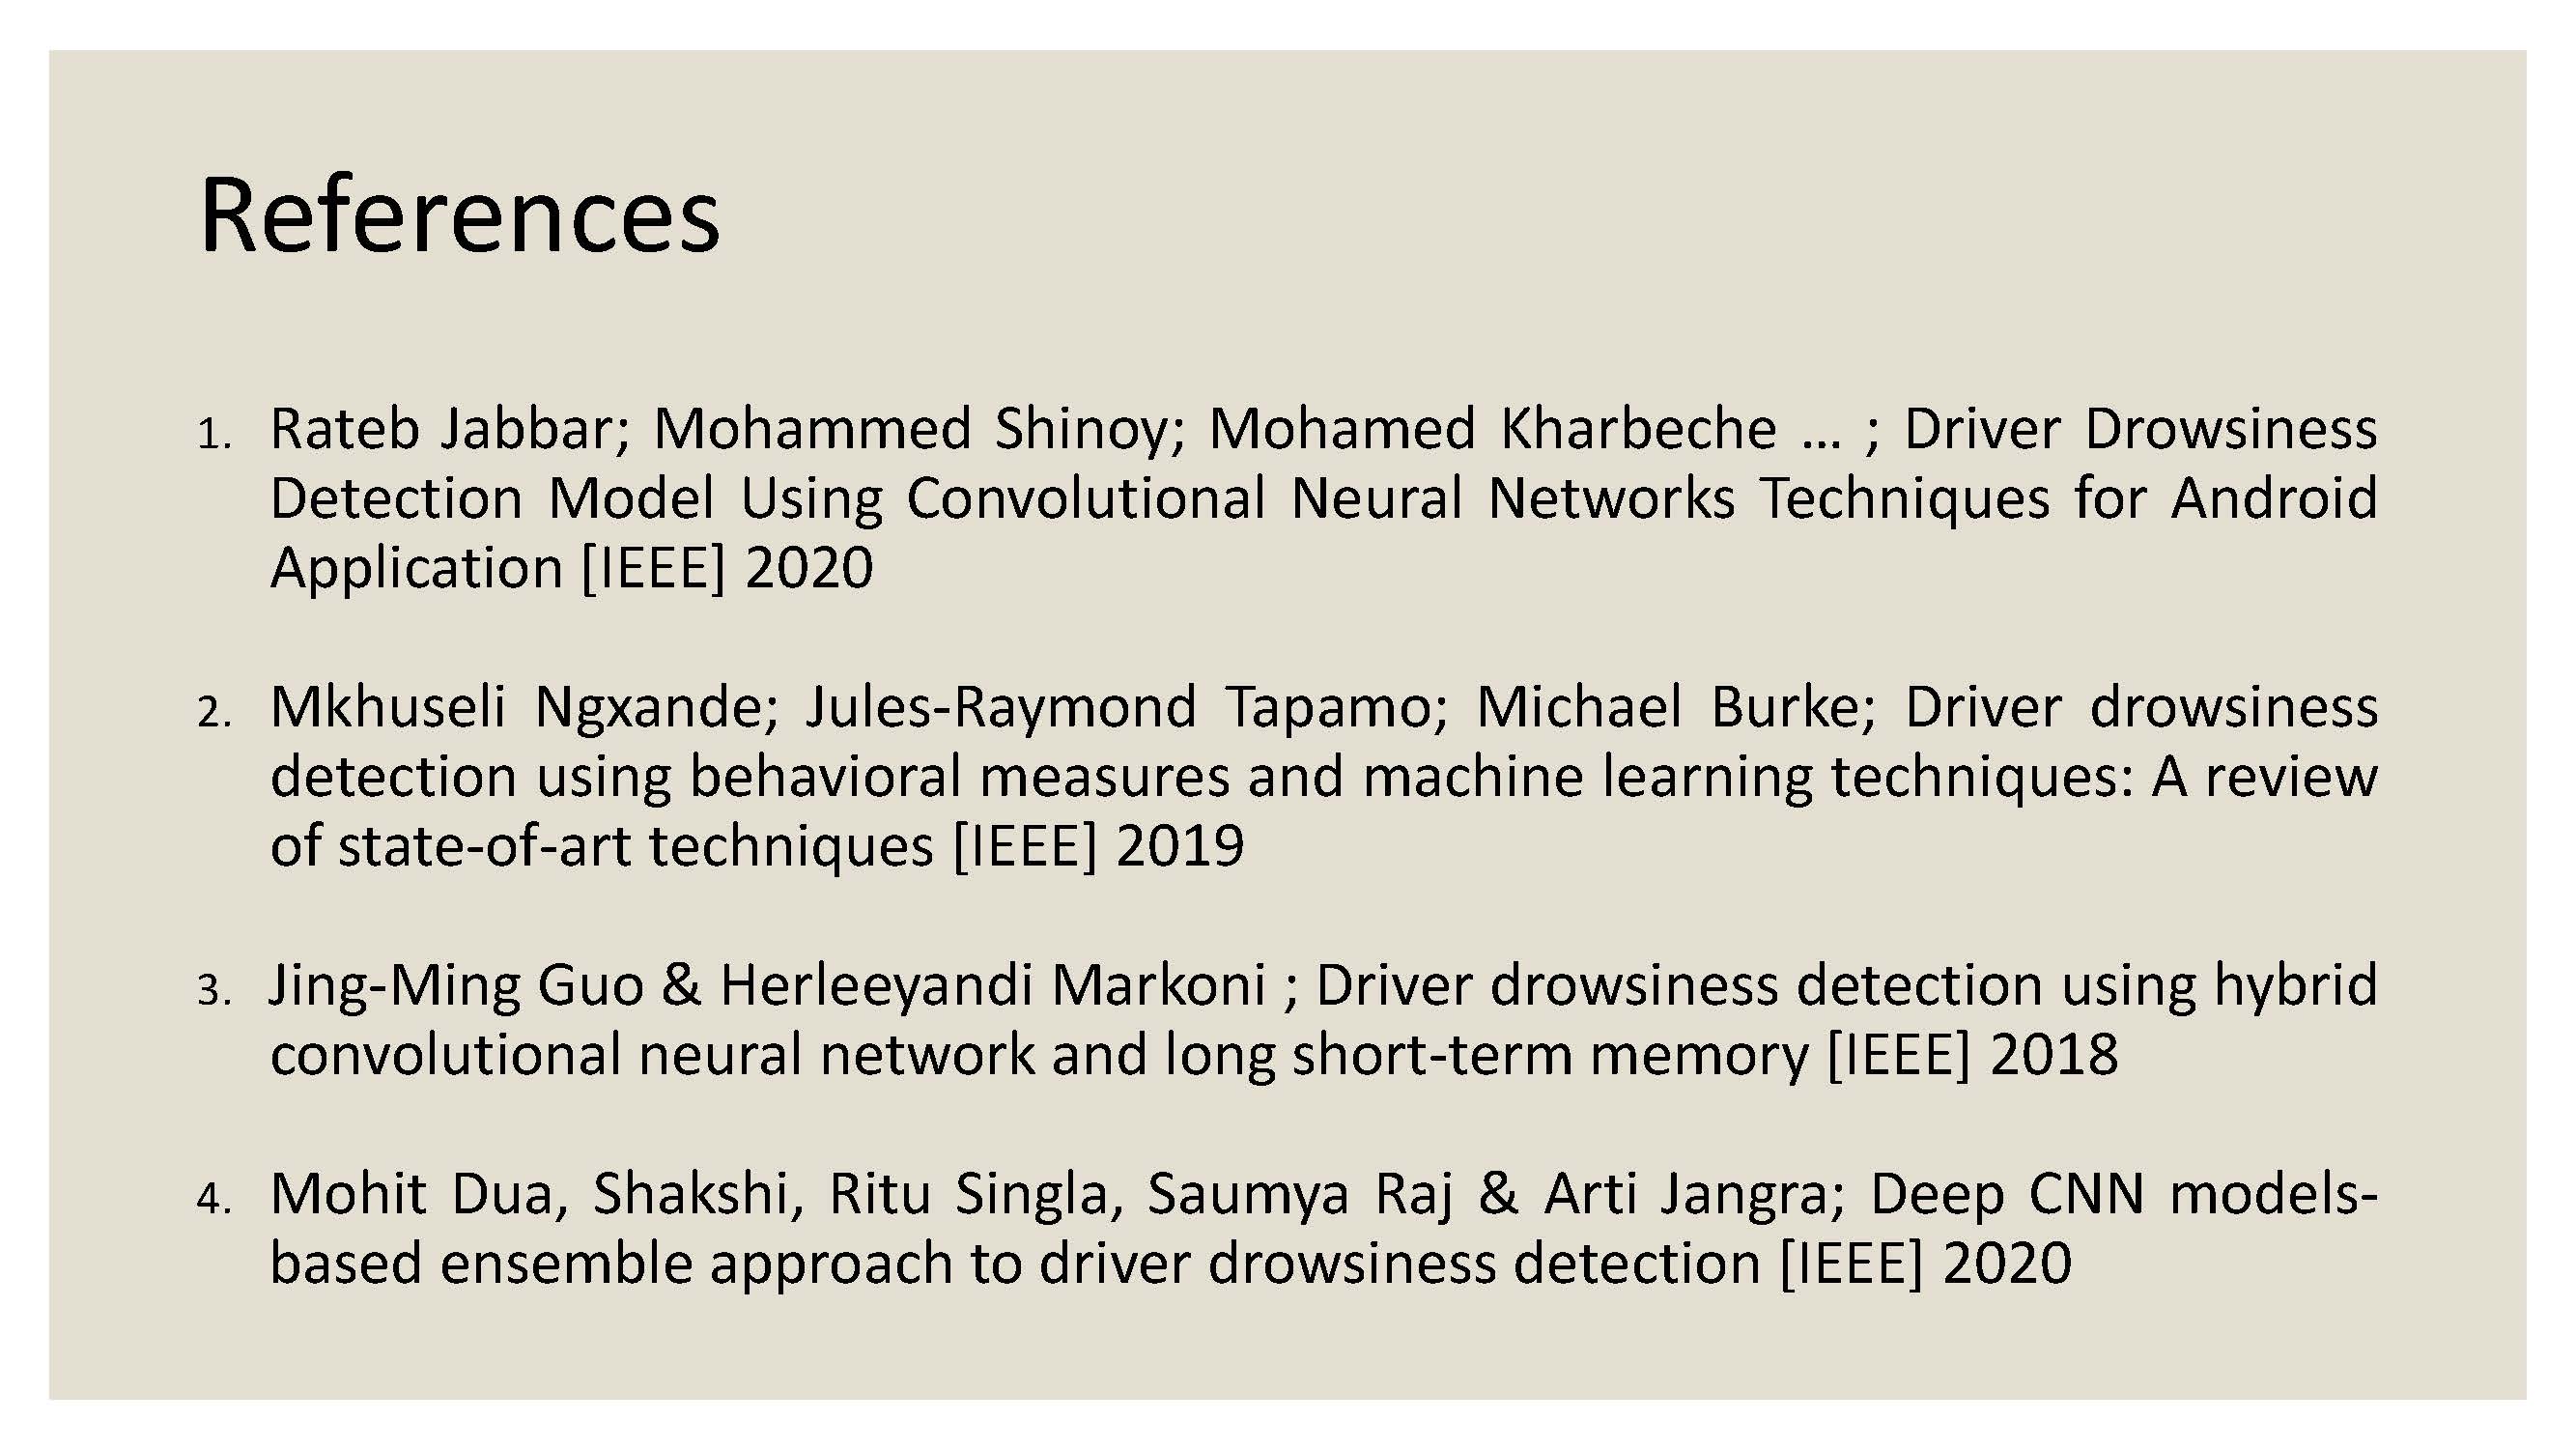 References
1. Rateb Jabbar; Mohammed Shinoy; Mohamed Kharbeche … ; Driver Drowsiness
Detection Model Using Convolutional Neural Networks Techniques for Android
Application [IEEE] 2020
2. Mkhuseli Ngxande; Jules-Raymond Tapamo; Michael Burke; Driver drowsiness
detection using behavioral measures and machine learning techniques: A review
of state-of-art techniques [IEEE] 2019
3. Jing-Ming Guo & Herleeyandi Markoni ; Driver drowsiness detection using hybrid
convolutional neural network and long short-term memory [IEEE] 2018
4. Mohit Dua, Shakshi, Ritu Singla, Saumya Raj & Arti Jangra; Deep CNN models-
based ensemble approach to driver drowsiness detection [IEEE] 2020